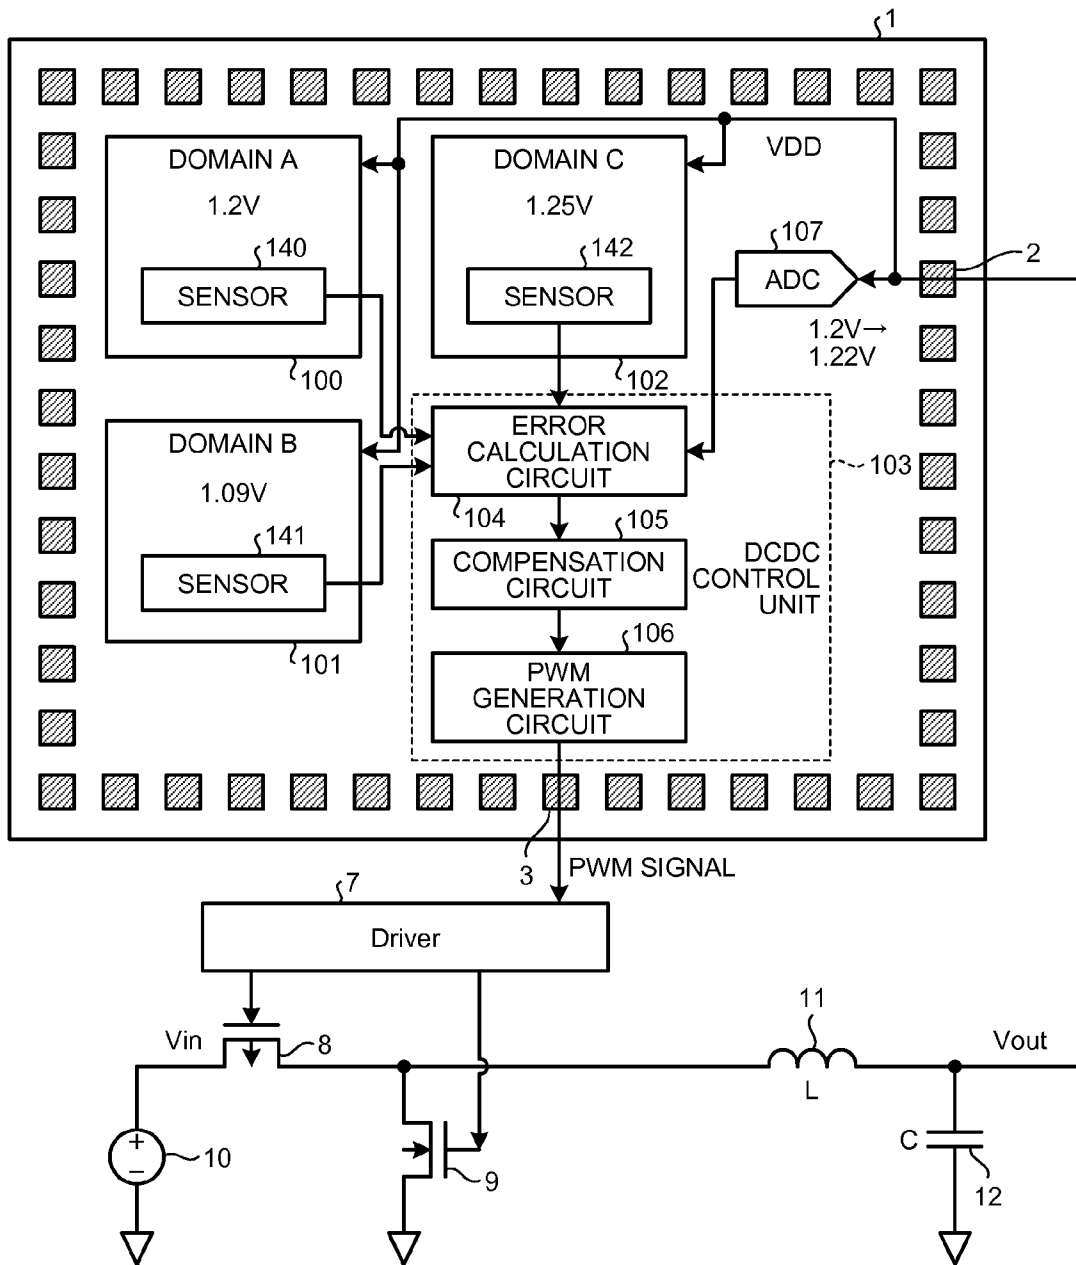 1
DOMAIN A
1.2V
140
SENSOR
100
DOMAIN C
1.25V
142
SENSOR
102
VDD
107
ADC
2
1.2V→
1.22V
DOMAIN B
1.09V
141
SENSOR
101
ERROR
CALCULATION
CIRCUIT
104
103
105
COMPENSATION
CIRCUIT
DCDC
CONTROL
UNIT
106
PWM
GENERATION
CIRCUIT
3
PWM SIGNAL
7
Driver
Vin
8
11
L
Vout
10
+
−
9
C
12